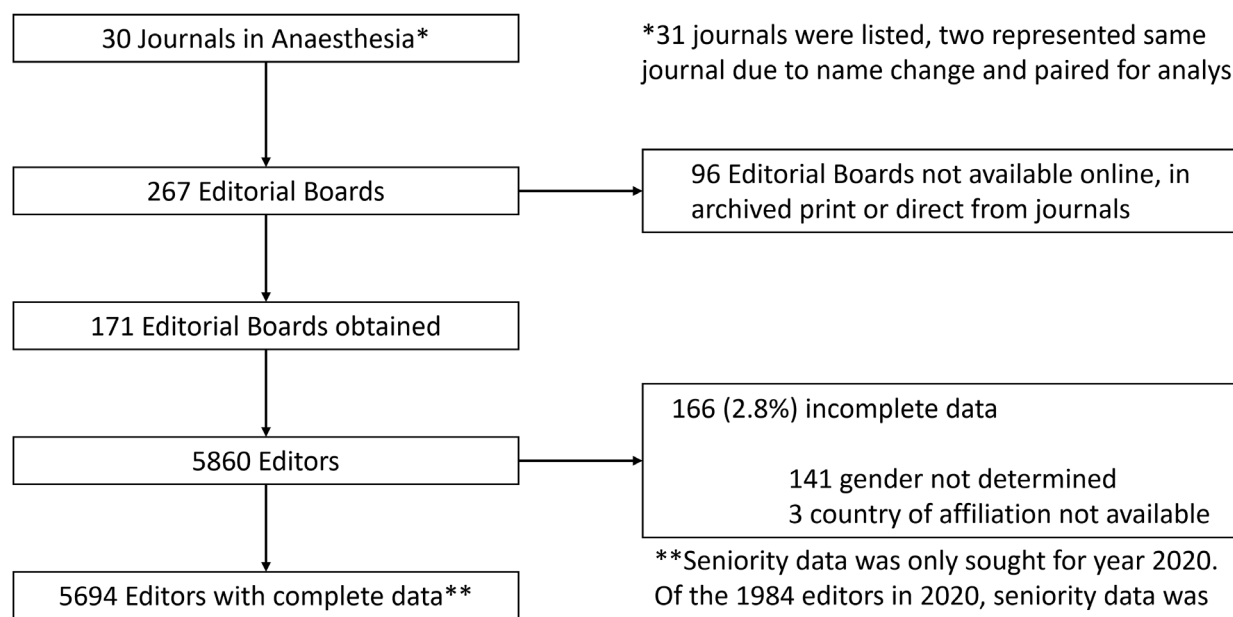 30 Journals in Anaesthesia*
*31 journals were listed, two represented same
journal due to name change and paired for analys
267 Editorial Boards
96 Editorial Boards not available online, in
archived print or direct from journals
171 Editorial Boards obtained
5860 Editors
166 (2.8%) incomplete data
141 gender not determined
3 country of affiliation not available
5694 Editors with complete data**
**Seniority data was only sought for year 2020.
Of the 1984 editors in 2020, seniority data was